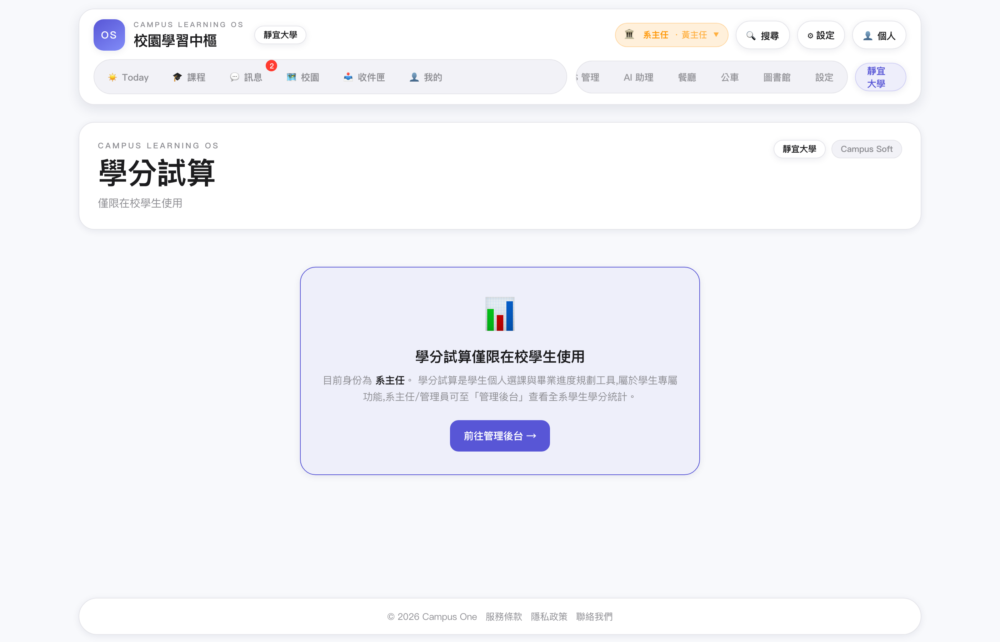 OS
CAMPUS LEARNING OS
校園學習中樞
靜宜大學
系主任 · 黃主任 ▼
搜尋
設定
個人
Today
課程
訊息
2
校園
收件匣
我的
管理
AI 助理
餐廳
公車
圖書館
設定
靜宜
大學
CAMPUS LEARNING OS
學分試算
僅限在校學生使用
靜宜大學
Campus Soft
學分試算僅限在校學生使用
目前身份為 系主任。 學分試算是學生個人選課與畢業進度規劃工具,屬於學生專屬
功能,系主任/管理員可至「管理後台」查看全系學生學分統計。
前往管理後台 →
© 2026 Campus One 服務條款 隱私政策 聯絡我們